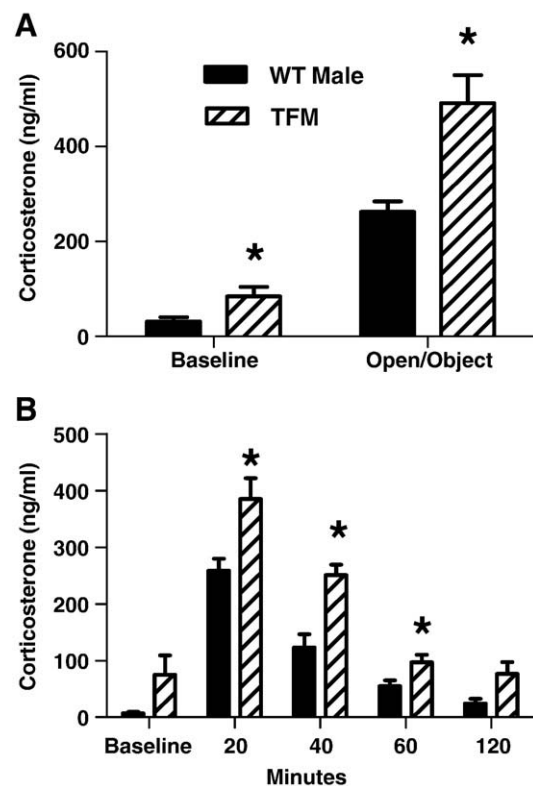 A
Corticosterone (ng/ml)
600
400
200
0
WT Male
TFM
*
*
Baseline
Open/Object
B
Corticosterone (ng/ml)
500
400
300
200
100
0
*
*
*
Baseline
20
40
60
120
Minutes